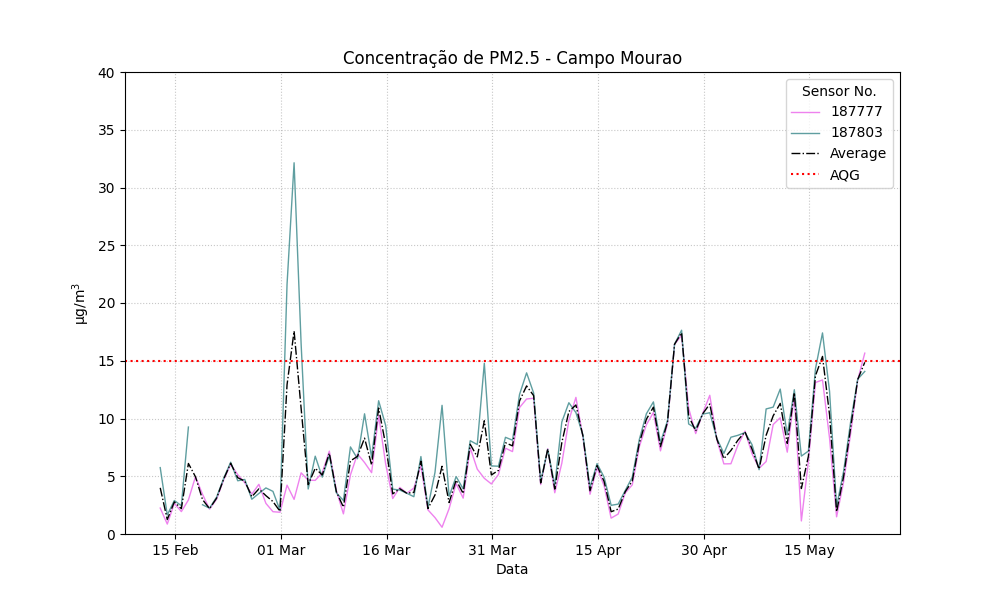 Concentração de PM2.5 - Campo Mourao
Sensor No.
187777
187803
Average
AQG
µg/m³
40
35
30
25
20
15
10
5
0
15 Feb
01 Mar
16 Mar
31 Mar
15 Apr
30 Apr
15 May
Data